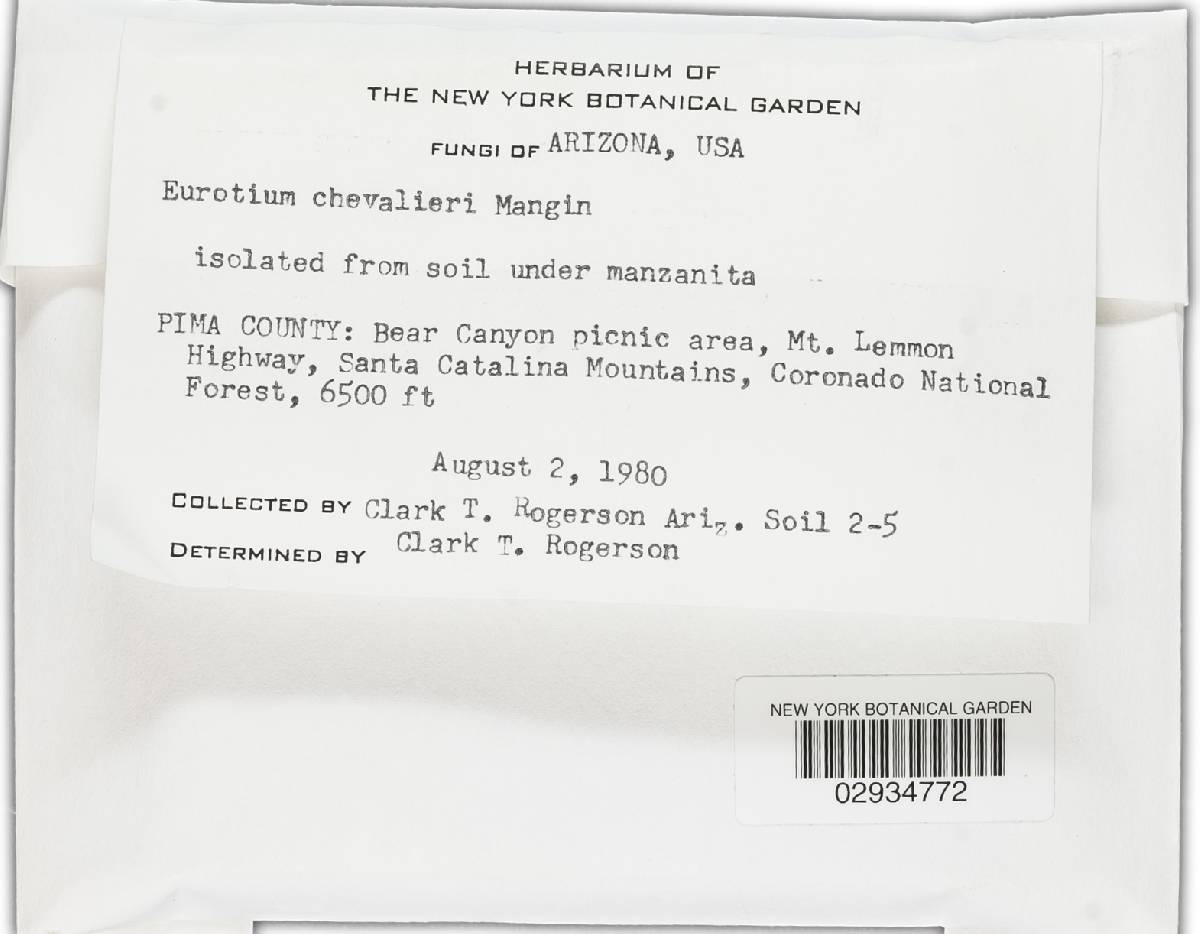 HERBARIUM OF
THE NEW YORK BOTANICAL GARDEN
FUNGI OF ARIZONA, USA
Eurotium chevalieri Mangin
isolated from soil under manzanita
PIMA COUNTY: Bear Canyon picnic area, Mt. Lemmon
Highway, Santa Catalina Mountains, Coronado National
Forest, 6500 ft
August 2, 1980
COLLECTED BY Clark T. Rogerson Ariz. Soil 2-5
DETERMINED BY Clark T. Rogerson
NEW YORK BOTANICAL GARDEN
02934772